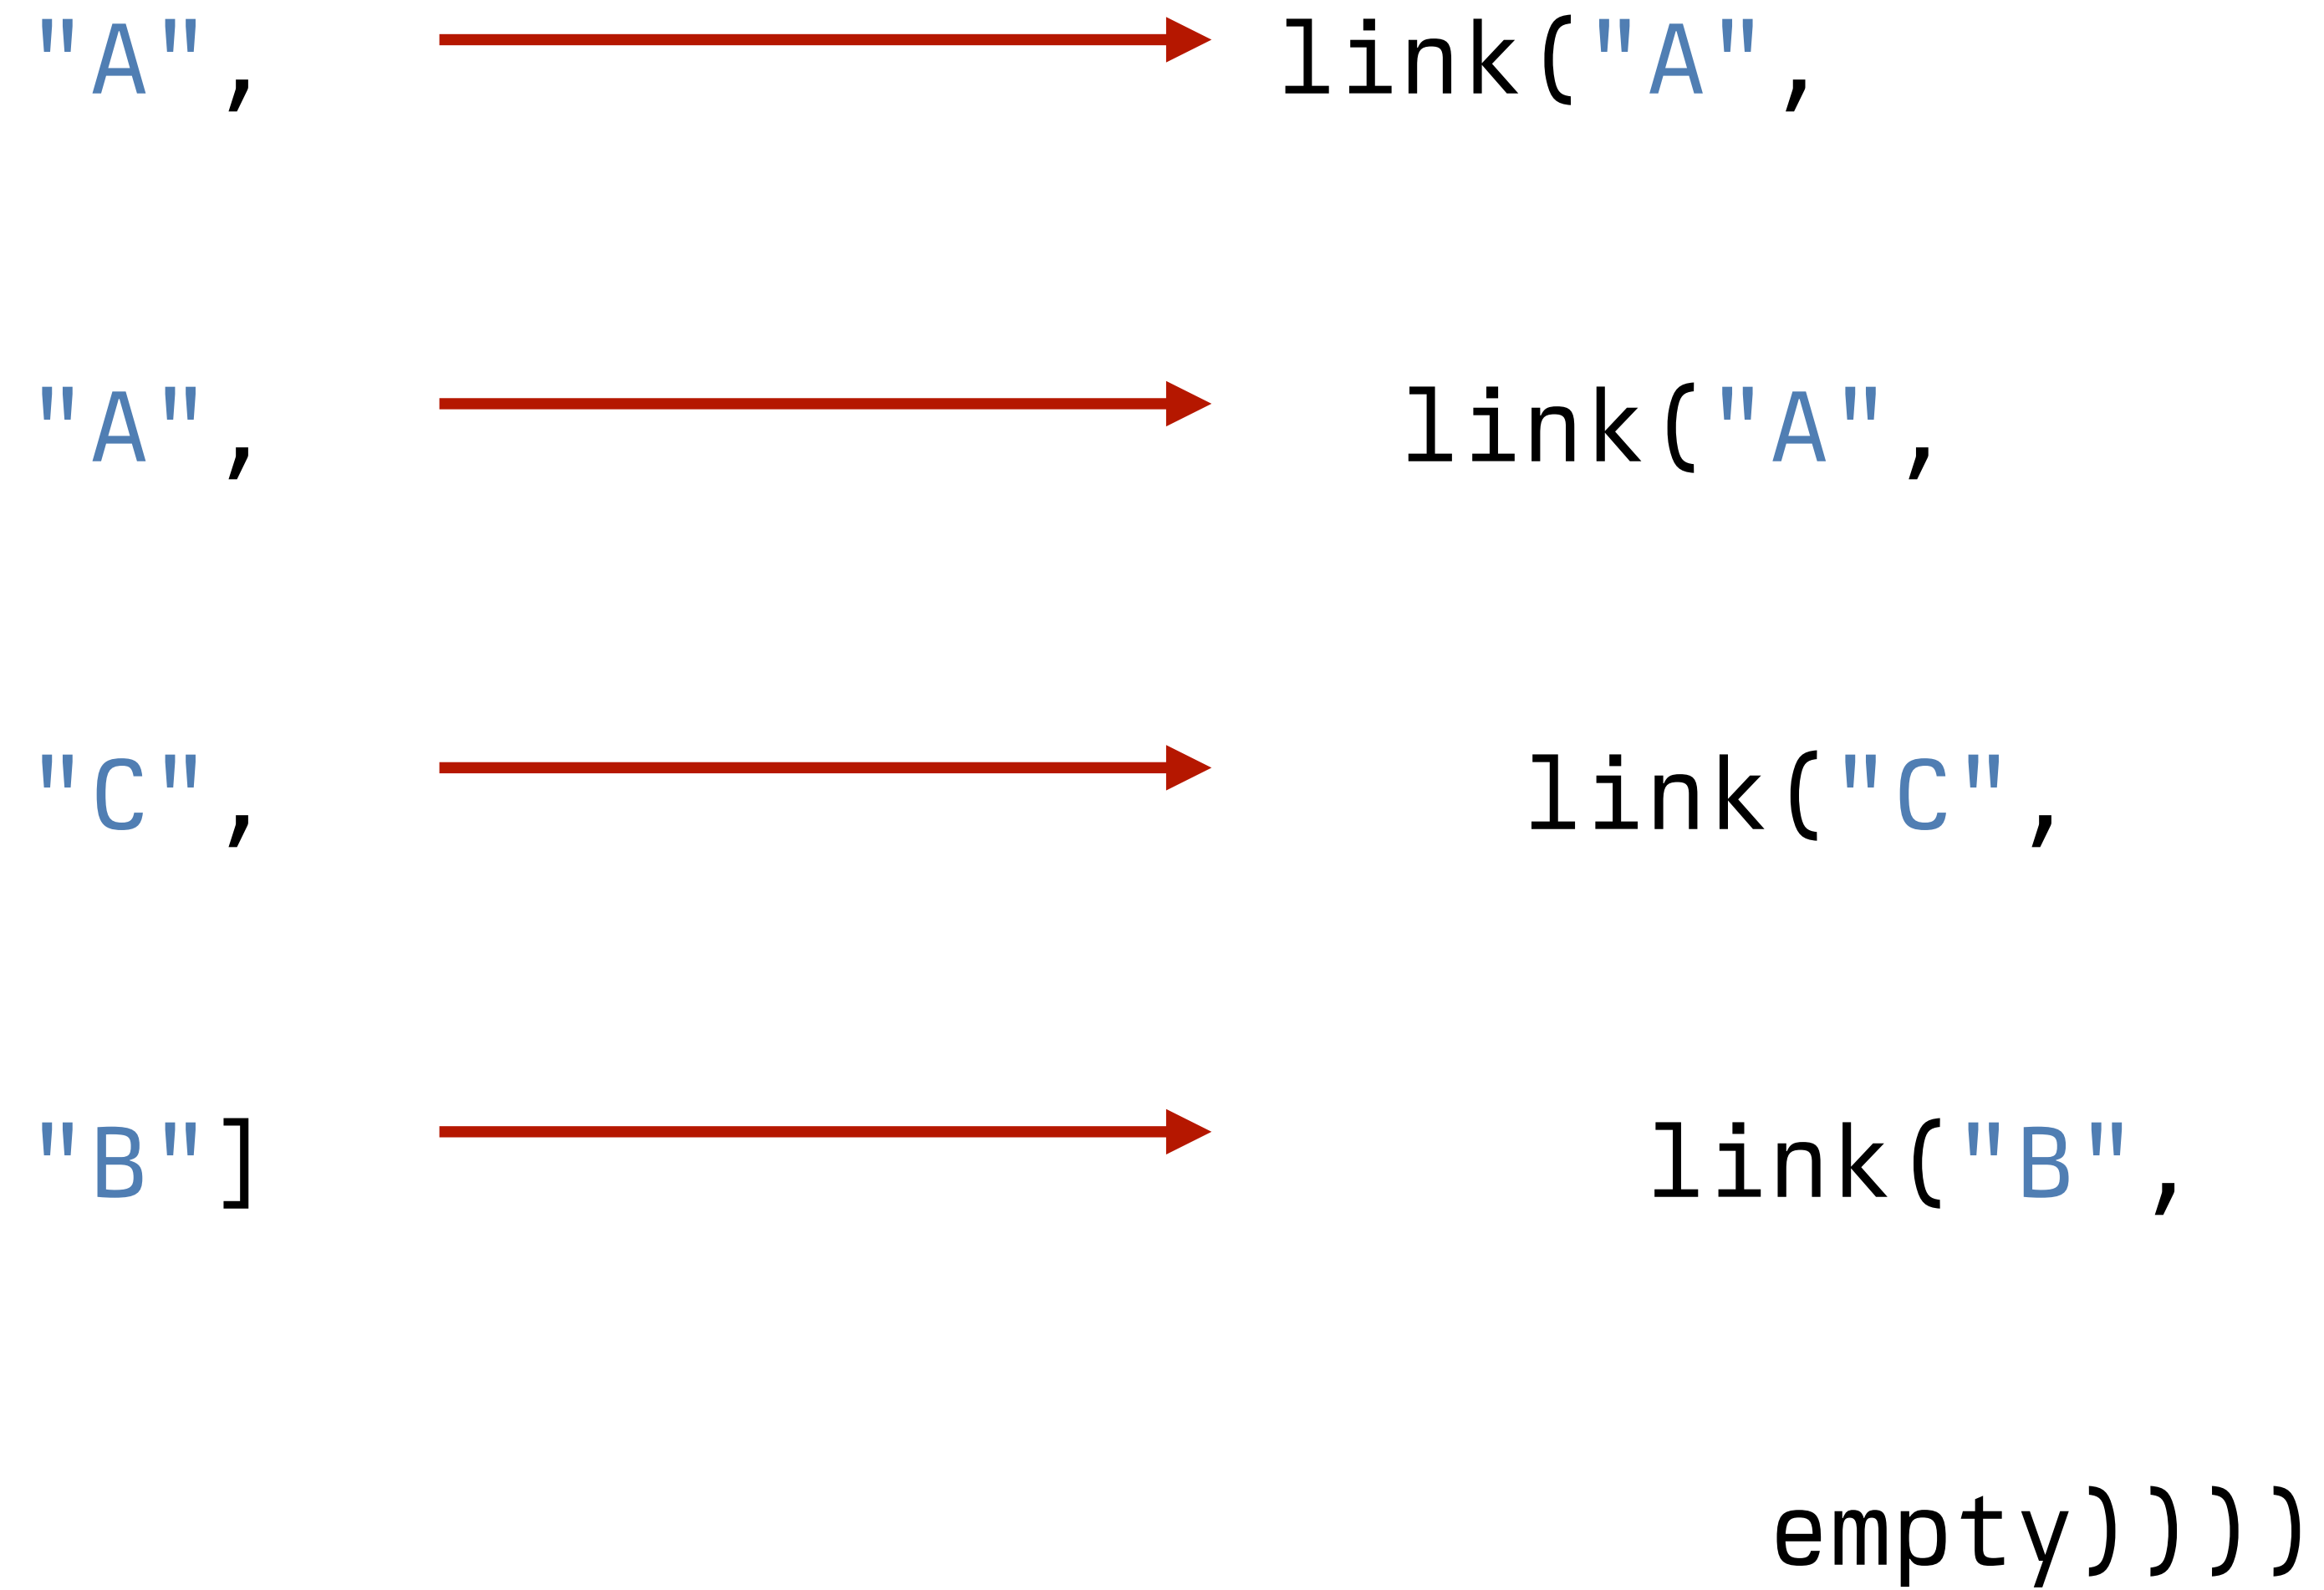 "A", link("A",
"A", link("A",
"C", link("C",
"B"] link("B",
empty))))